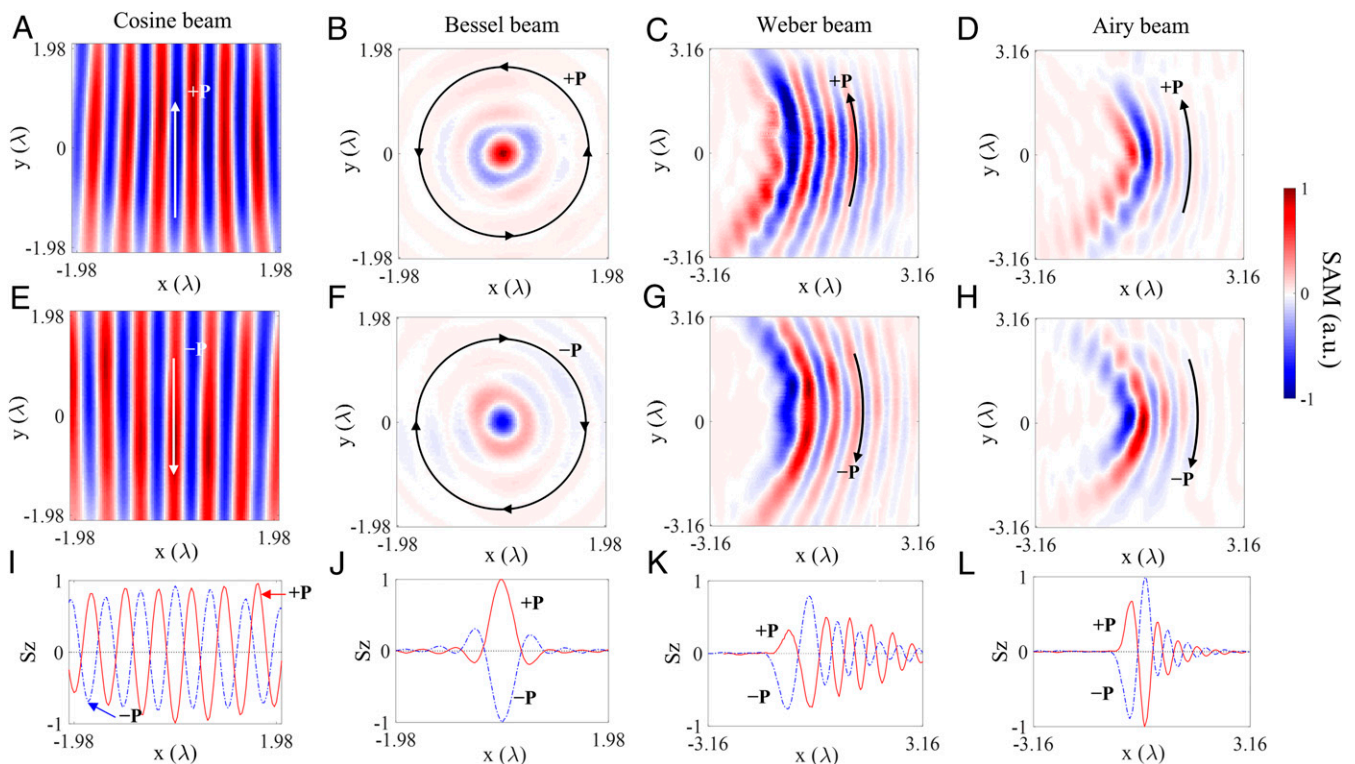 Cosine beam
Bessel beam
Weber beam
Airy beam
A
B
C
D
1.98
0
-1.98
y (λ)
-1.98
1.98
x (λ)
+P
1.98
0
-1.98
y (λ)
-1.98
1.98
x (λ)
+P
3.16
0
-3.16
y (λ)
-3.16
3.16
x (λ)
+P
3.16
0
-3.16
y (λ)
-3.16
3.16
x (λ)
+P
1
0
-1
SAM (a.u.)
E
F
G
H
1.98
0
-1.98
y (λ)
-1.98
1.98
x (λ)
−P
1.98
0
-1.98
y (λ)
-1.98
1.98
x (λ)
−P
3.16
0
-3.16
y (λ)
-3.16
3.16
x (λ)
−P
3.16
0
-3.16
y (λ)
-3.16
3.16
x (λ)
−P
I
J
K
L
1
0
-1
Sz
+P
−P
-1.98
1.98
x (λ)
1
0
-1
Sz
+P
−P
-1.98
1.98
x (λ)
1
0
-1
Sz
+P
−P
-3.16
3.16
x (λ)
1
0
-1
Sz
+P
−P
-3.16
3.16
x (λ)